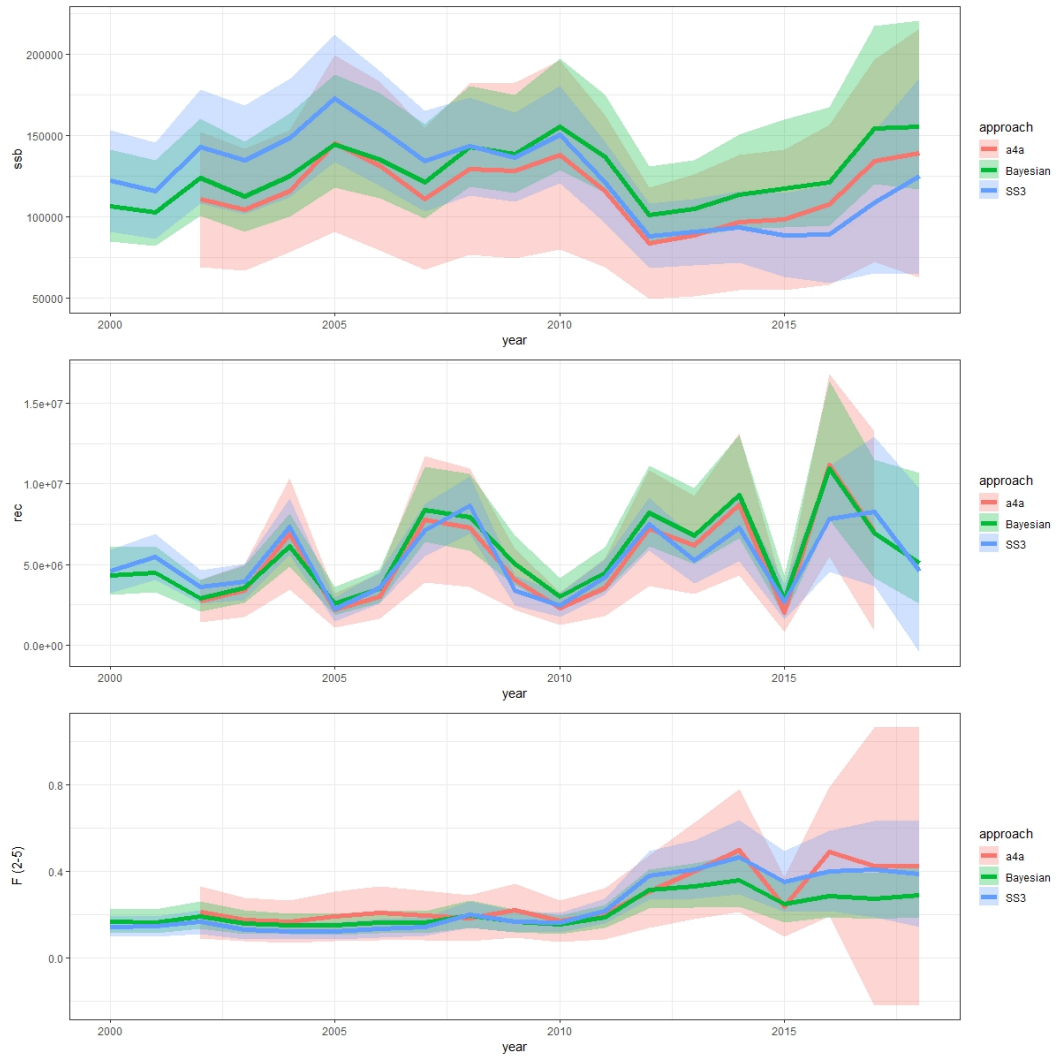 200000
150000
100000
50000
ssb
2000
2005
2010
2015
year
approach
a4a
Bayesian
SS3
1.5e+07
1.0e+07
5.0e+06
0.0e+00
rec
2000
2005
2010
2015
year
approach
a4a
Bayesian
SS3
0.8
0.4
0.0
F (2-5)
2000
2005
2010
2015
year
approach
a4a
Bayesian
SS3